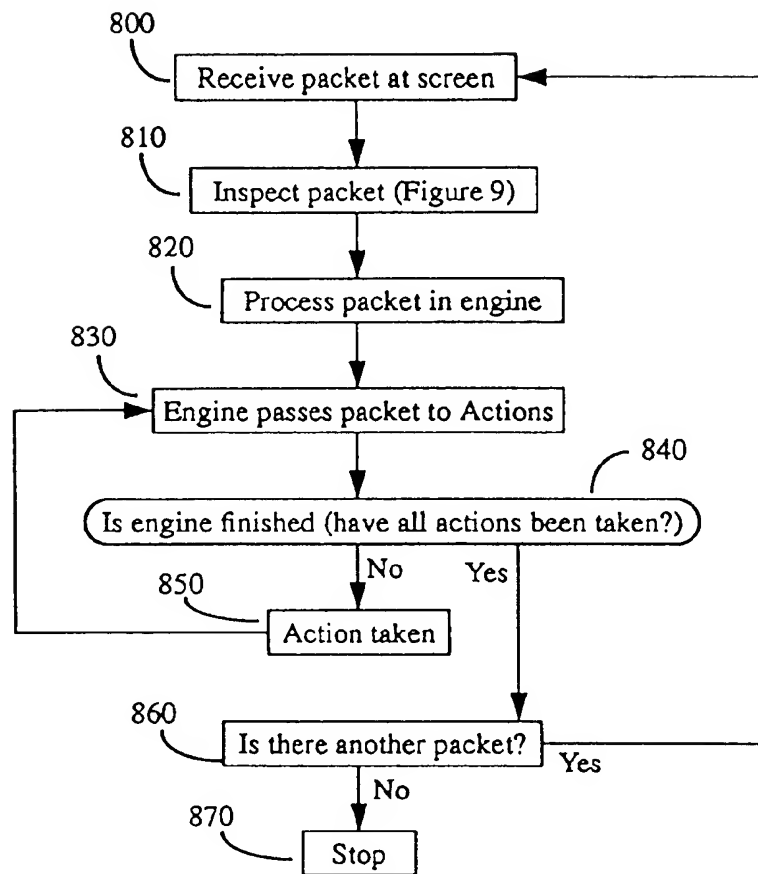 800
Receive packet at screen
810
Inspect packet (Figure 9)
820
Process packet in engine
830
Engine passes packet to Actions
840
Is engine finished (have all actions been taken?)
No
Yes
850
Action taken
860
Is there another packet?
Yes
No
870
Stop